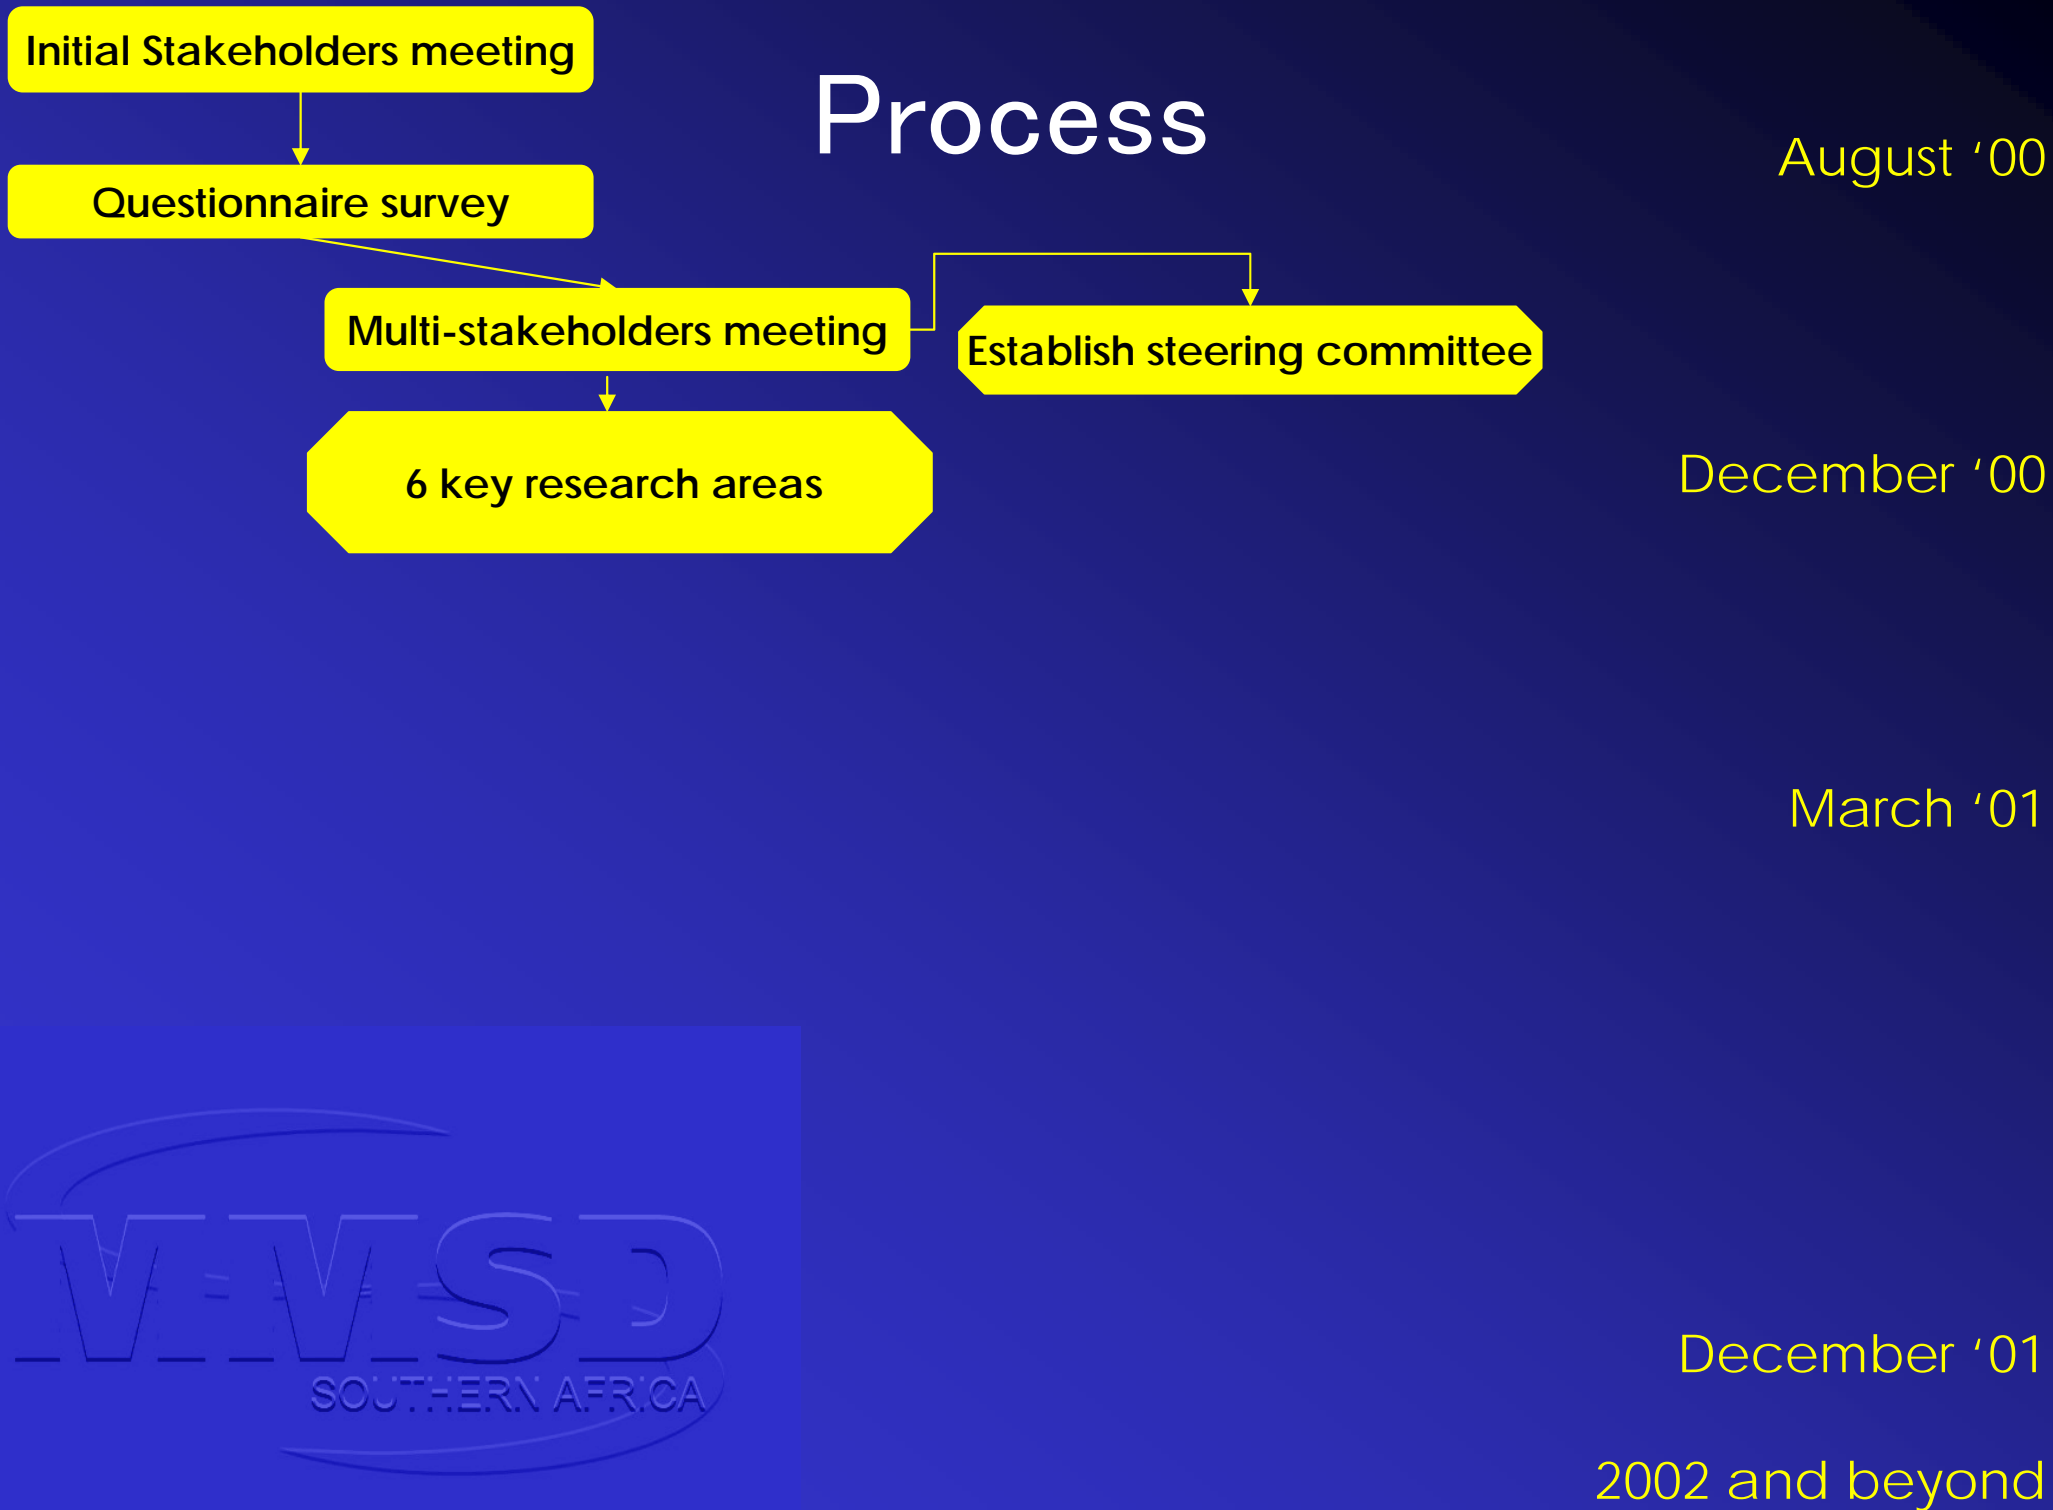 Initial Stakeholders meeting
Process
August ‘00
Questionnaire survey
Multi-stakeholders meeting
Establish steering committee
6 key research areas
December ‘00
March ‘01
MMSD
SOUTHERN AFRICA
December ‘01
2002 and beyond